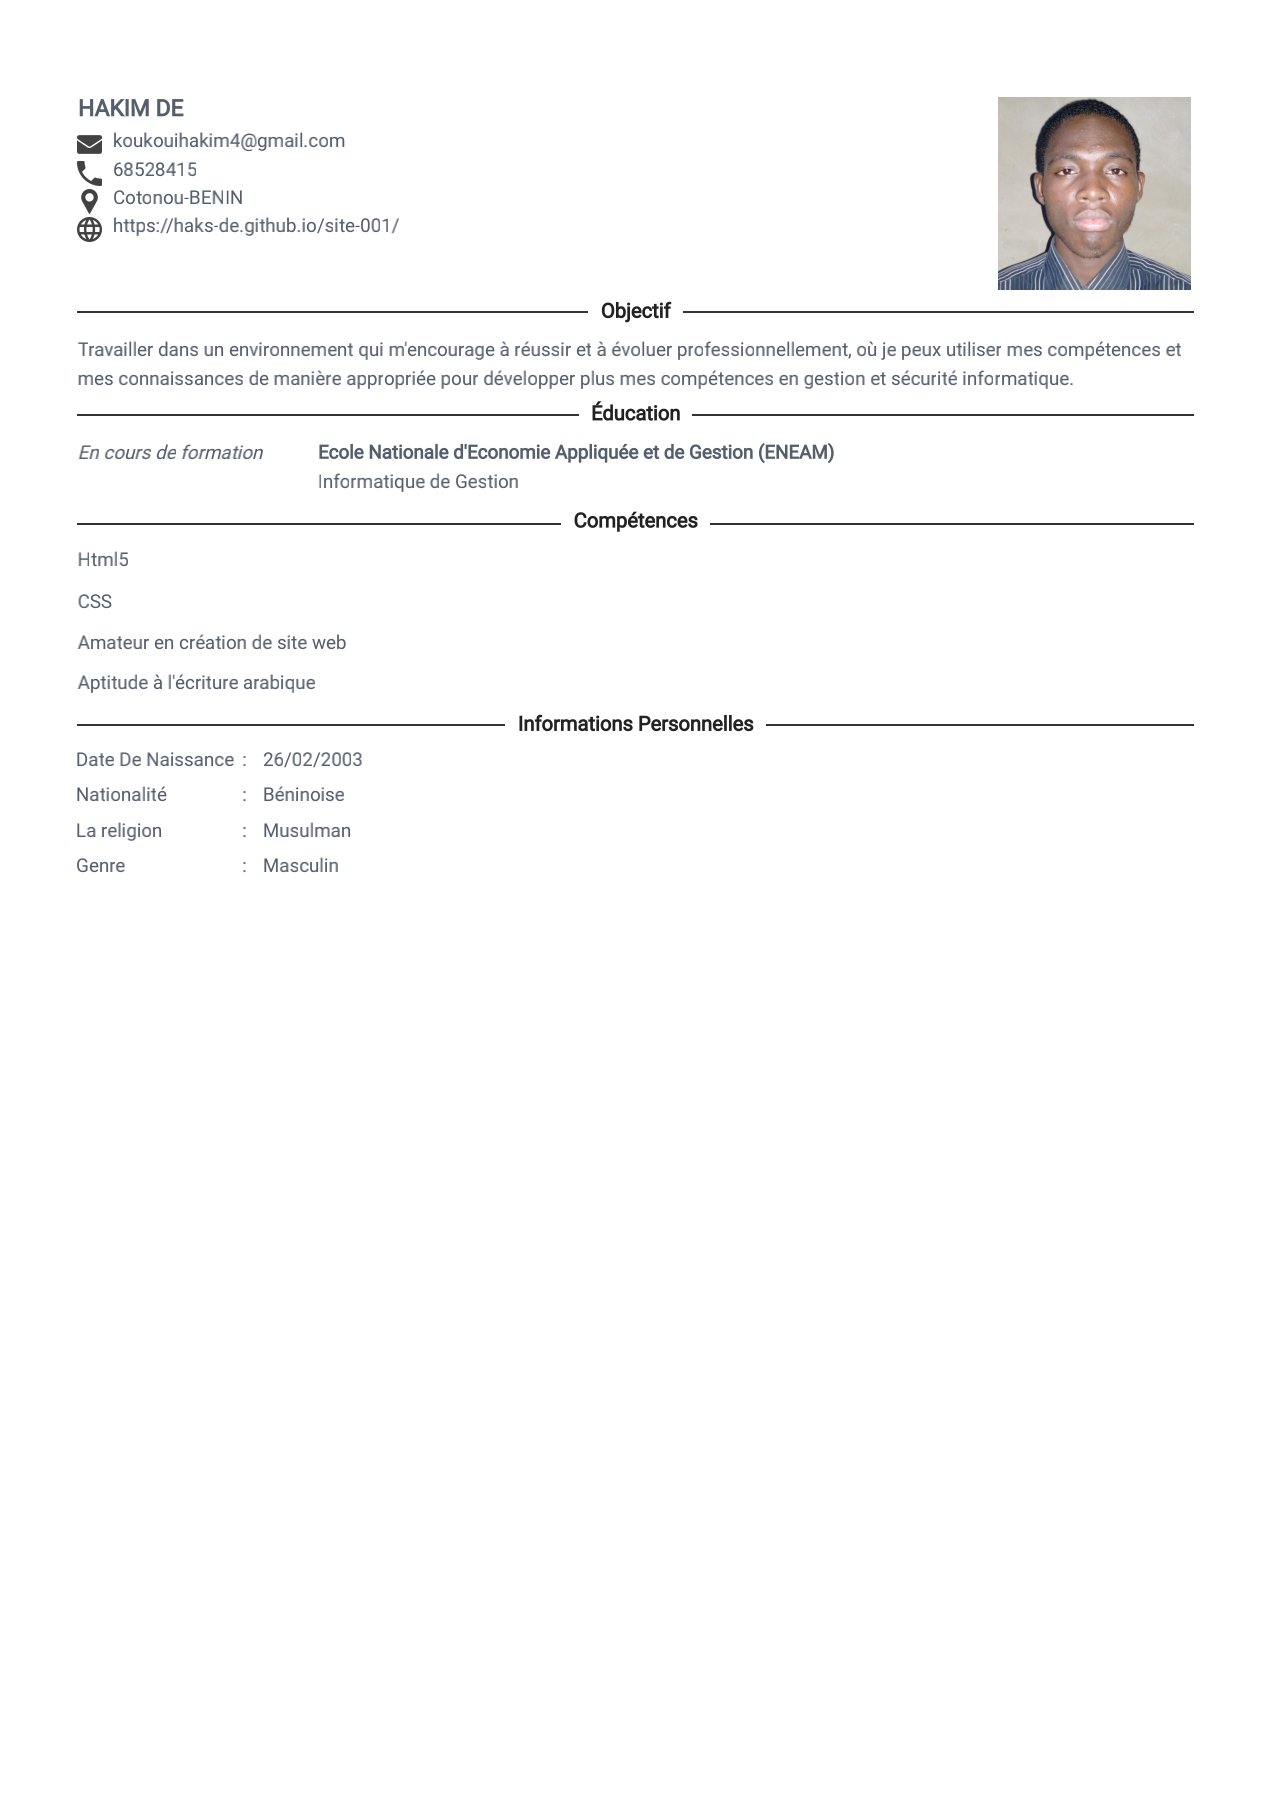 HAKIM DE
koukouihakim4@gmail.com
68528415
Cotonou-BENIN
https://haks-de.github.io/site-001/
Objectif
Travailler dans un environnement qui m'encourage à réussir et à évoluer professionnellement, où je peux utiliser mes compétences et
mes connaissances de manière appropriée pour développer plus mes compétences en gestion et sécurité informatique.
Éducation
En cours de formation Ecole Nationale d'Economie Appliquée et de Gestion (ENEAM)
Informatique de Gestion
Compétences
Html5
CSS
Amateur en création de site web
Aptitude à l'écriture arabique
Informations Personnelles
Date De Naissance : 26/02/2003
Nationalité : Béninoise
La religion : Musulman
Genre : Masculin